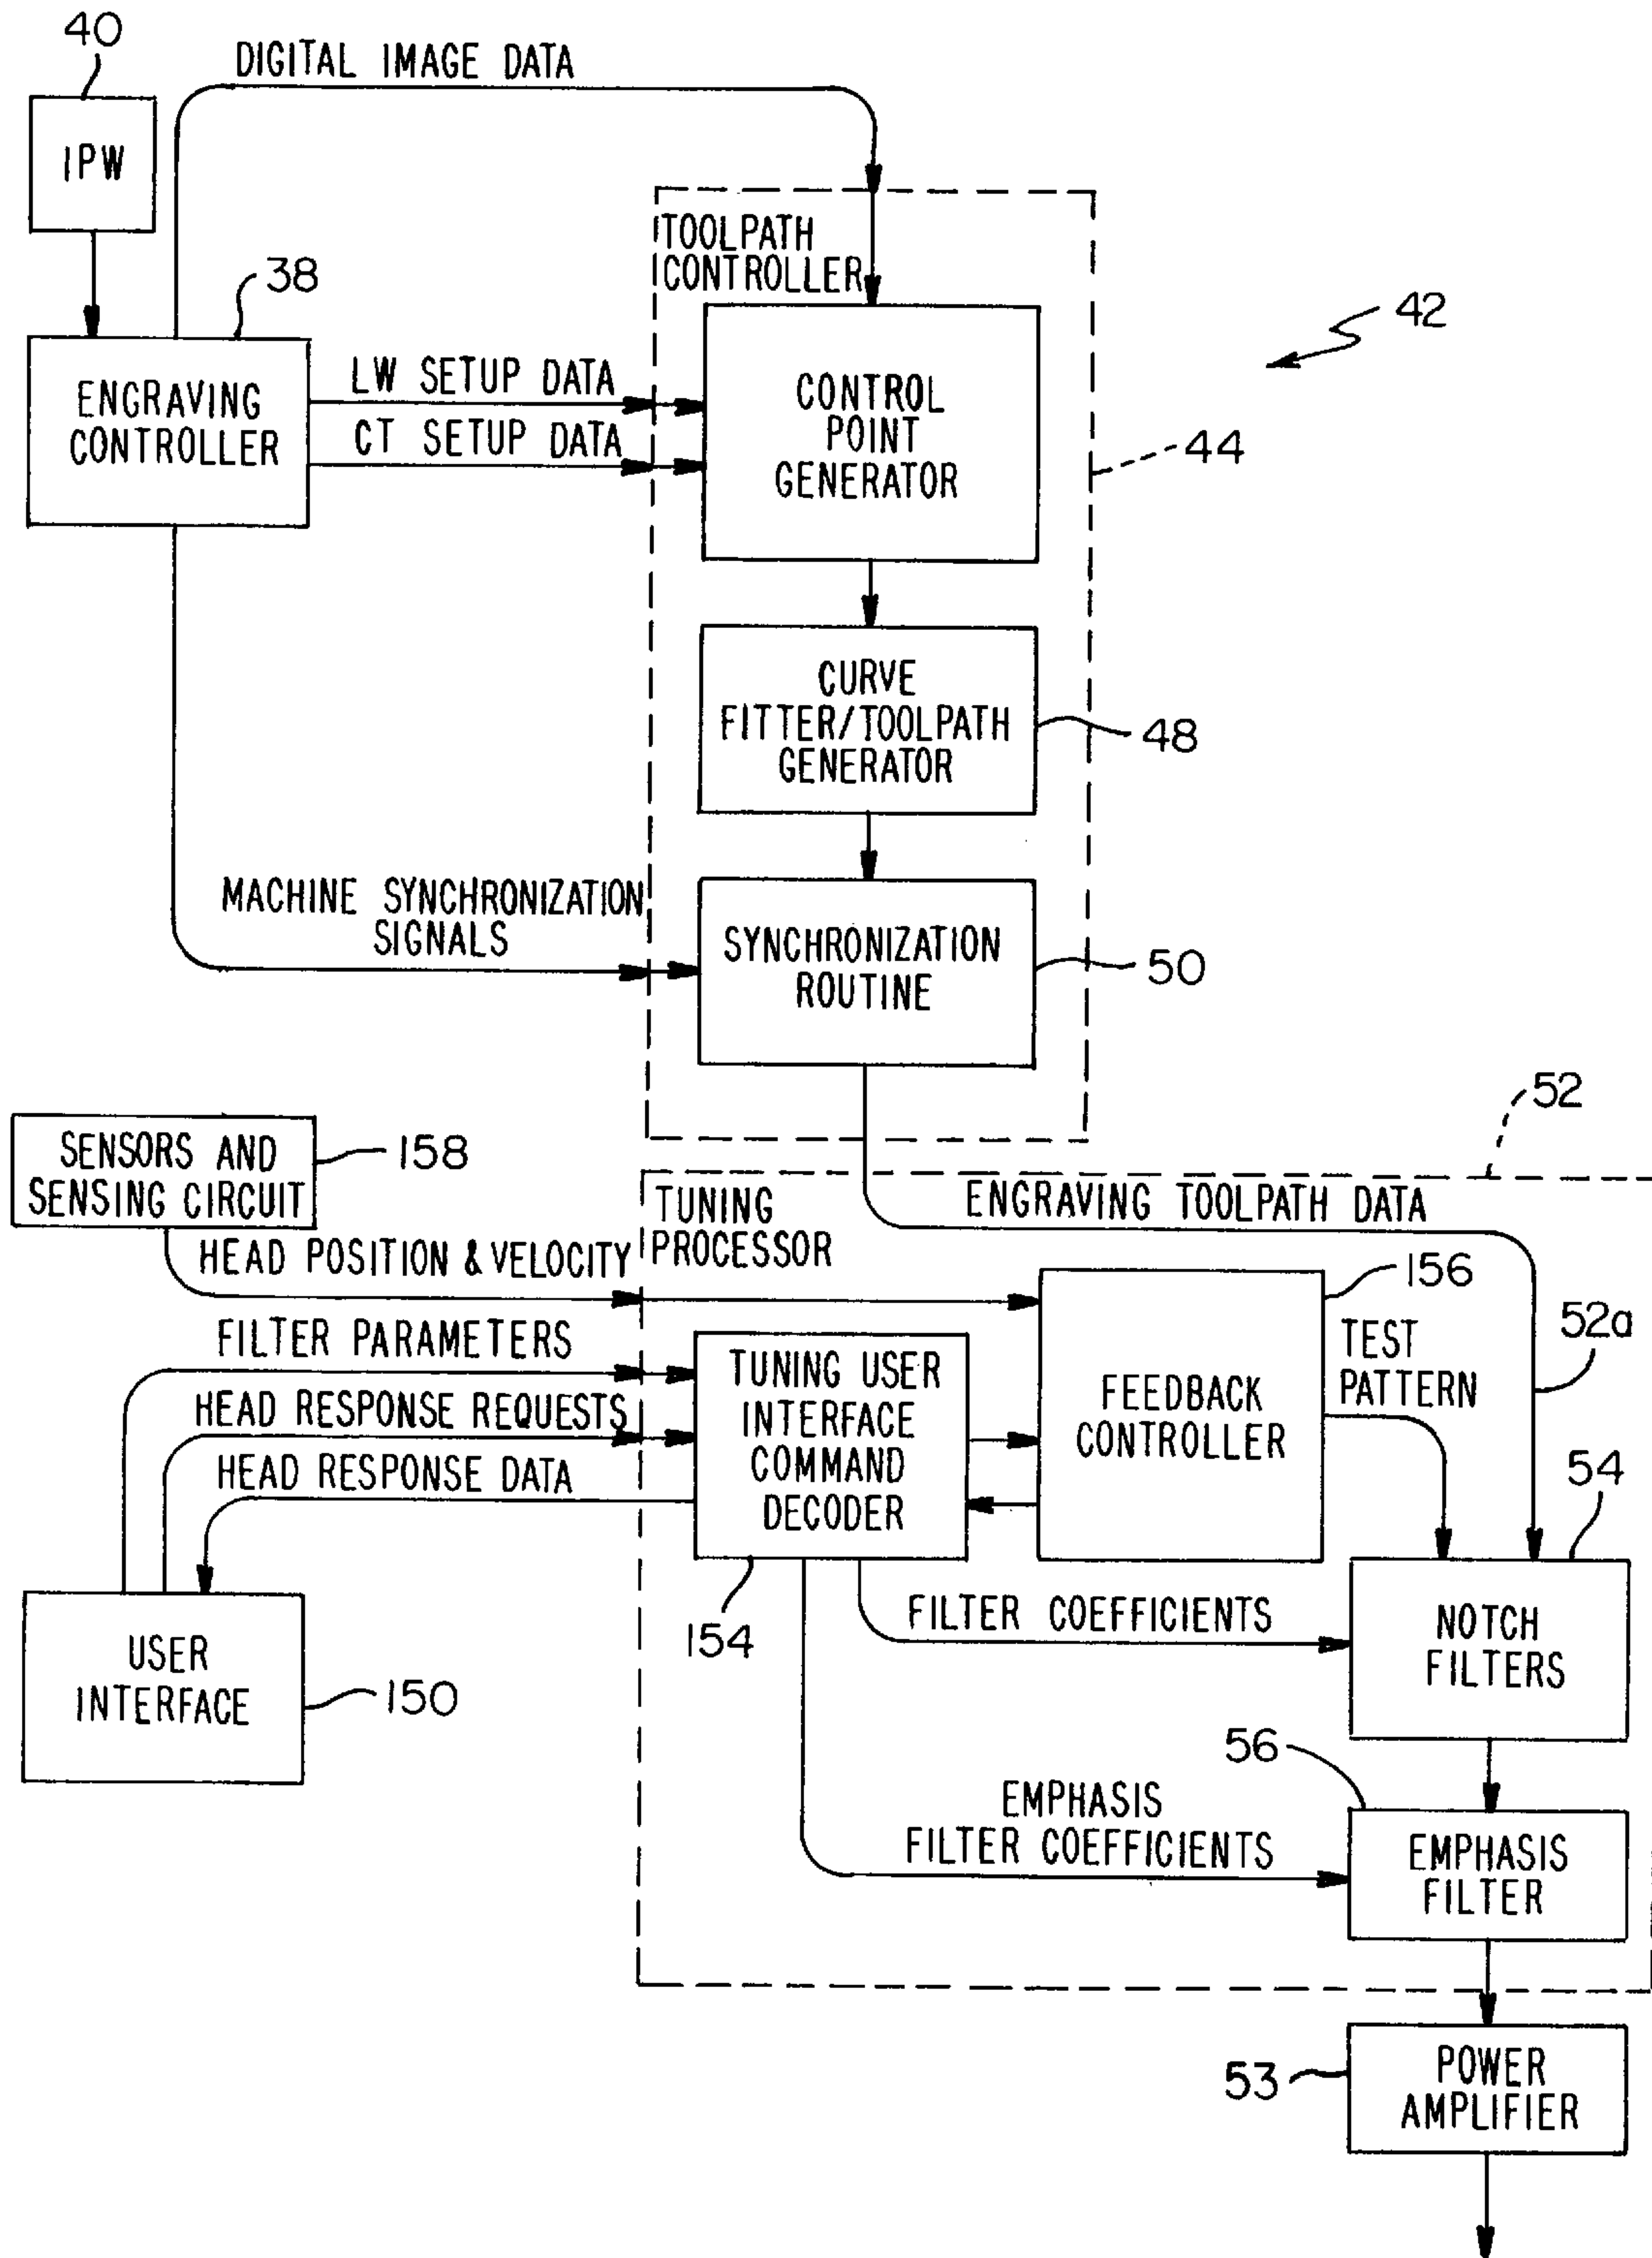 40
DIGITAL IMAGE DATA
IPW
TOOLPATH
CONTROLLER
38
42
ENGRAVING
CONTROLLER
LW SETUP DATA
CT SETUP DATA
CONTROL
POINT
GENERATOR
44
CURVE
FITTER/TOOLPATH
GENERATOR
48
MACHINE SYNCHRONIZATION
SIGNALS
SYNCHRONIZATION
ROUTINE
50
52
SENSORS AND
SENSING CIRCUIT
158
TUNING
PROCESSOR
ENGRAVING TOOLPATH DATA
HEAD POSITION & VELOCITY
156
FILTER PARAMETERS
TEST
PATTERN
52a
HEAD RESPONSE REQUESTS
HEAD RESPONSE DATA
TUNING USER
INTERFACE
COMMAND
DECODER
FEEDBACK
CONTROLLER
54
154
FILTER COEFFICIENTS
NOTCH
FILTERS
USER
INTERFACE
150
56
EMPHASIS
FILTER COEFFICIENTS
EMPHASIS
FILTER
53
POWER
AMPLIFIER